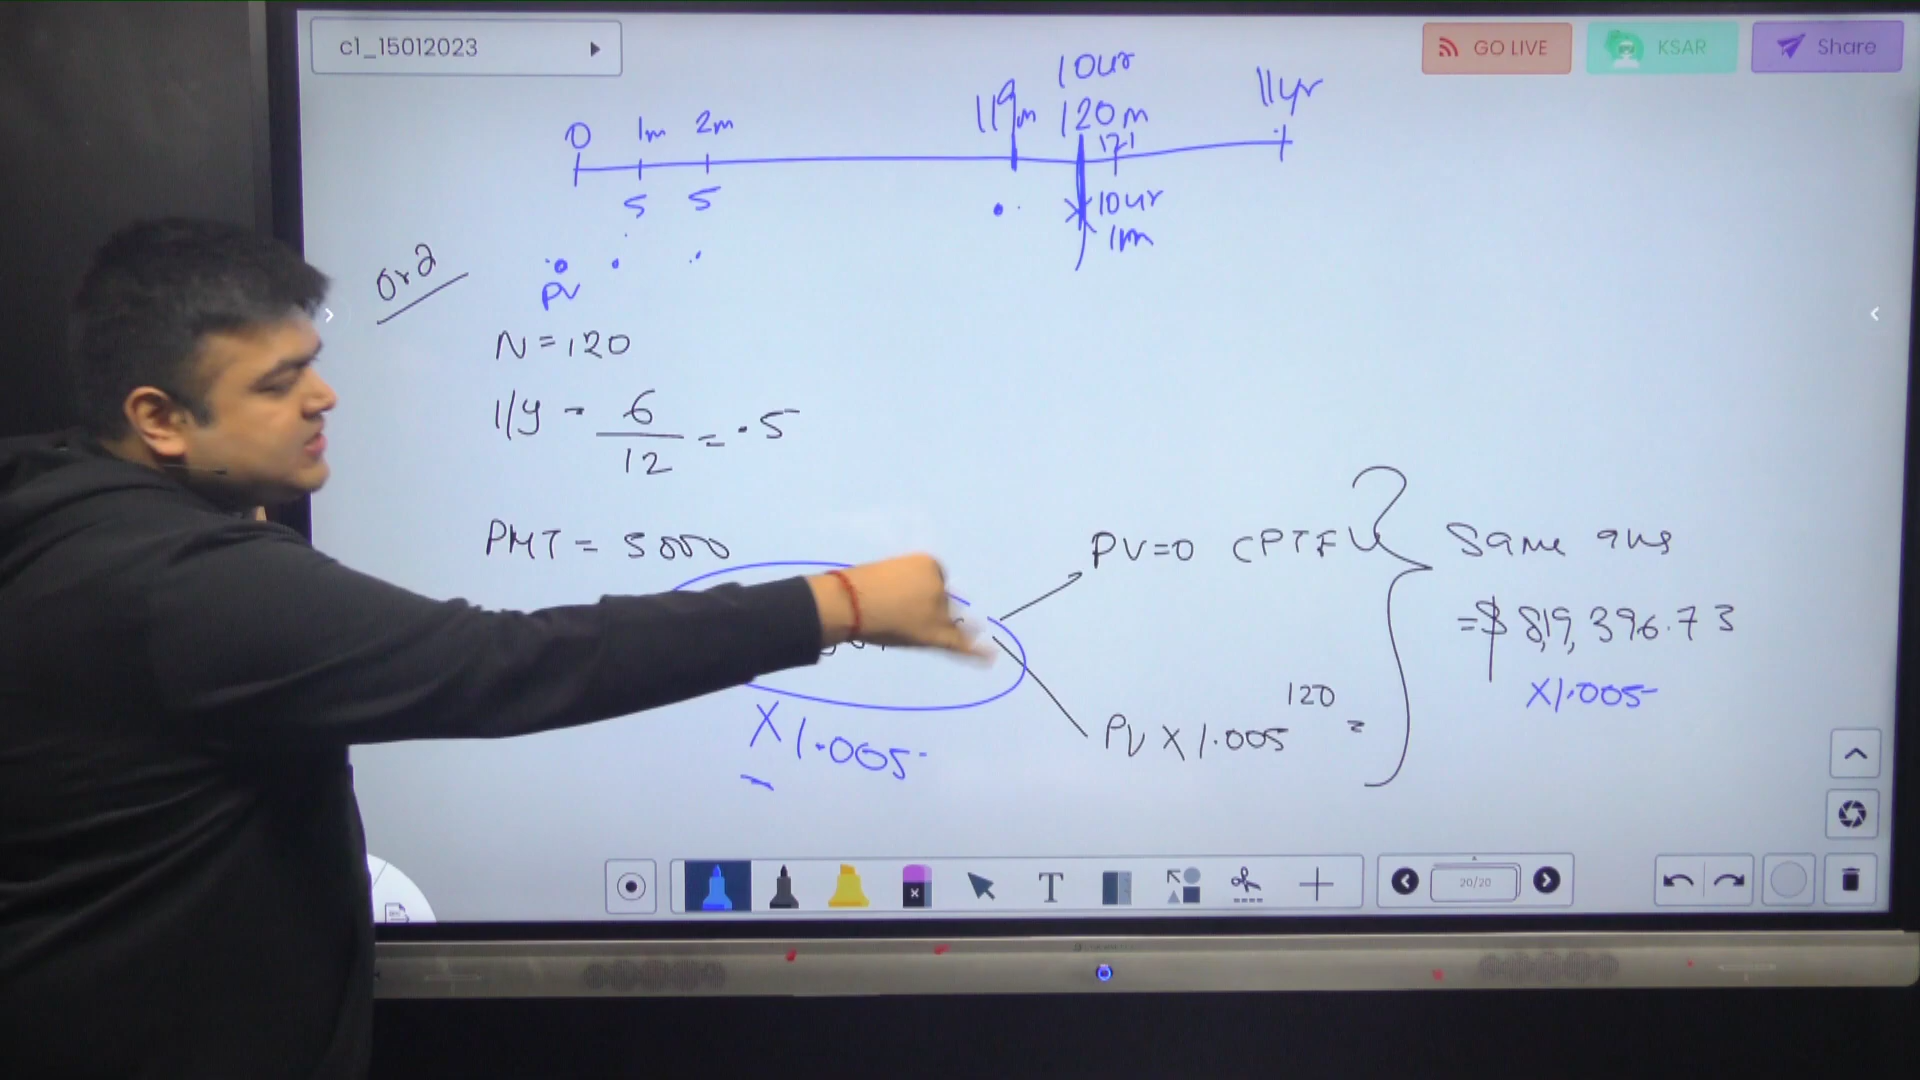 c1_15012023
GO LIVE
KSAR
Share
10yr
11yr
119m
120m
0
1m
2m
121
5
5
10yr
1m
Ord
PV
N = 120
I/Y - 6/12 = .5
PMT = 5000
PV=0 CPT FV
Same ans
= $ 819,396.73
X1.005
X 1.005
PV X 1.005^120 =
T
20/20